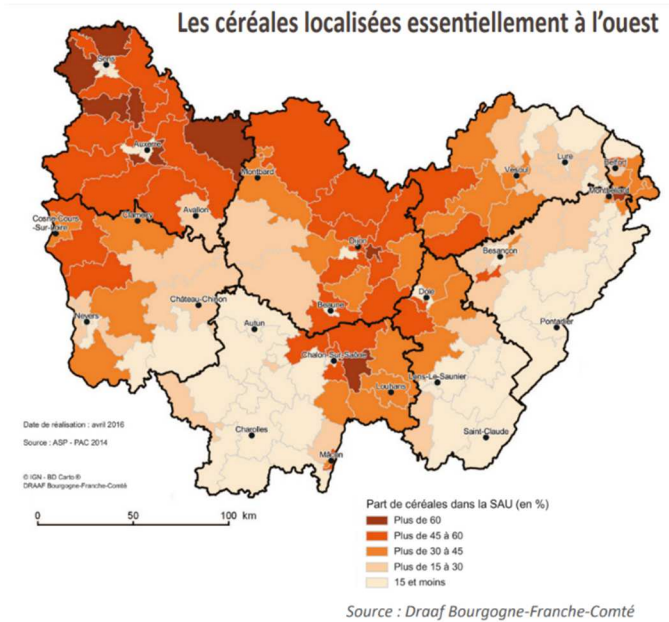 Les céréales localisées essentiellement à l'ouest
Sens
Auxerre
Montbard
Vesoul
Lure
Belfort
Montbéliard
Avallon
Clamecy
Cosne-Cours
-Sur-Loire
Dijon
Besançon
Château-Chinon
Beaune
Dole
Nevers
Autun
Pontarlier
Chalon-Sur-Saône
Lons-Le-Saunier
Louhans
Charolles
Saint-Claude
Mâcon
Date de réalisation : avril 2016
Source : ASP - PAC 2014
© IGN - BD Carto®
DRAAF Bourgogne-Franche-Comté
0 50 100 km
Part de céréales dans la SAU (en %)
Plus de 60
Plus de 45 à 60
Plus de 30 à 45
Plus de 15 à 30
15 et moins
Source : Draaf Bourgogne-Franche-Comté